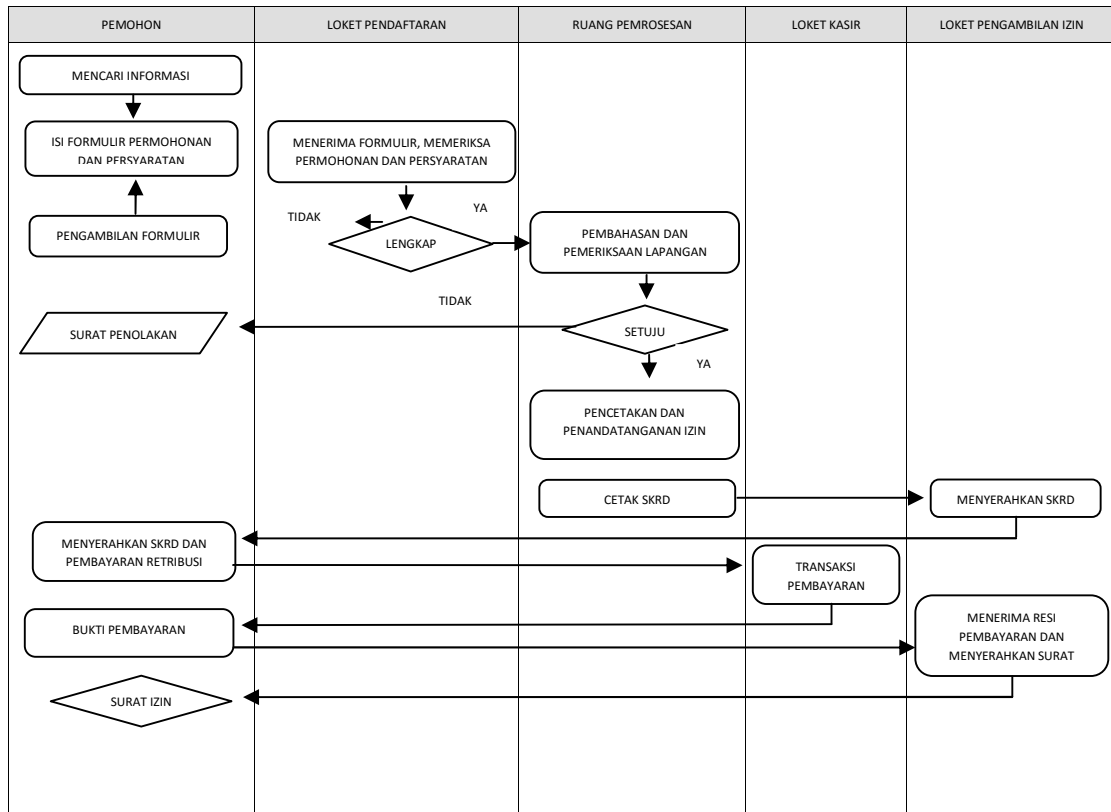 PEMOHON
LOKET PENDAFTARAN
RUANG PEMROSESAN
LOKET KASIR
LOKET PENGAMBILAN IZIN
MENCARI INFORMASI
ISI FORMULIR PERMOHONAN
DAN PERSYARATAN
MENERIMA FORMULIR, MEMERIKSA
PERMOHONAN DAN PERSYARATAN
PENGAMBILAN FORMULIR
TIDAK
YA
LENGKAP
PEMBAHASAN DAN
PEMERIKSAAN LAPANGAN
TIDAK
SURAT PENOLAKAN
SETUJU
YA
PENCETAKAN DAN
PENANDATANGANAN IZIN
CETAK SKRD
MENYERAHKAN SKRD
MENYERAHKAN SKRD DAN
PEMBAYARAN RETRIBUSI
TRANSAKSI
PEMBAYARAN
BUKTI PEMBAYARAN
MENERIMA RESI
PEMBAYARAN DAN
MENYERAHKAN SURAT
SURAT IZIN